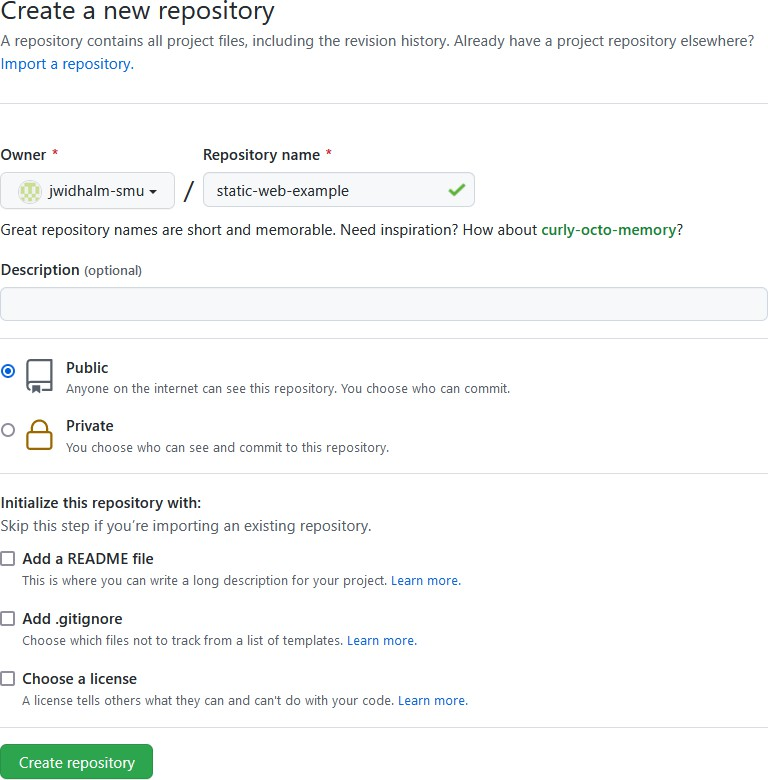 Create a new repository
A repository contains all project files, including the revision history. Already have a project repository elsewhere?
Import a repository.
Owner *
Repository name *
jwidhalm-smu
/
static-web-example
Great repository names are short and memorable. Need inspiration? How about curly-octo-memory?
Description (optional)
Public
Anyone on the internet can see this repository. You choose who can commit.
Private
You choose who can see and commit to this repository.
Initialize this repository with:
Skip this step if you’re importing an existing repository.
Add a README file
This is where you can write a long description for your project. Learn more.
Add .gitignore
Choose which files not to track from a list of templates. Learn more.
Choose a license
A license tells others what they can and can't do with your code. Learn more.
Create repository